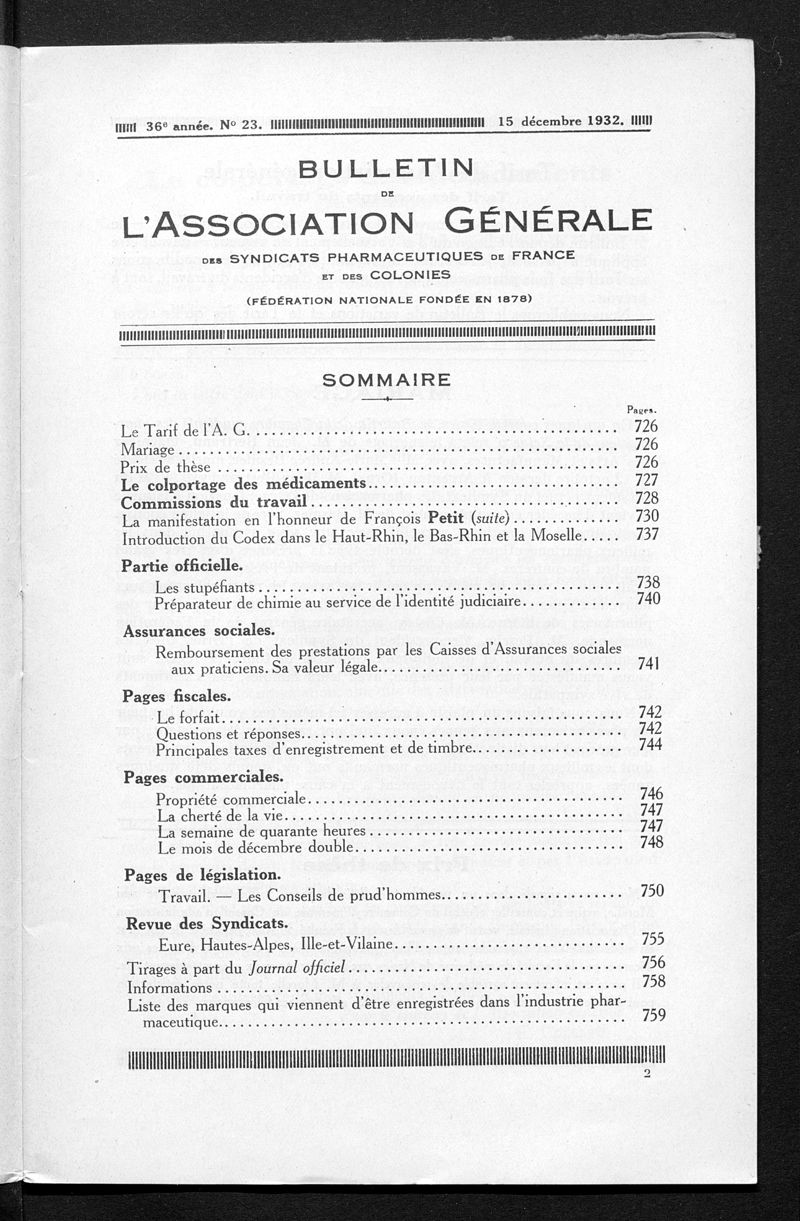 36e année. No 23. 15 décembre 1932.
BULLETIN
DE
L'ASSOCIATION GÉNÉRALE
DES SYNDICATS PHARMACEUTIQUES DE FRANCE
ET DES COLONIES
(FÉDÉRATION NATIONALE FONDÉE EN 1878)
SOMMAIRE
Pages.
Le Tarif de l'A. G. 726
Mariage 726
Prix de thèse 726
Le colportage des médicaments 727
Commissions du travail 728
La manifestation en l'honneur de François Petit (suite) 730
Introduction du Codex dans le Haut-Rhin, le Bas-Rhin et la Moselle 737
Partie officielle.
Les stupéfiants 738
Préparateur de chimie au service de l'identité judiciaire 740
Assurances sociales.
Remboursement des prestations par les Caisses d'Assurances sociales
aux praticiens. Sa valeur légale 741
Pages fiscales.
Le forfait 742
Questions et réponses 742
Principales taxes d'enregistrement et de timbre 744
Pages commerciales.
Propriété commerciale 746
La cherté de la vie 747
La semaine de quarante heures 747
Le mois de décembre double 748
Pages de législation.
Travail. — Les Conseils de prud'hommes 750
Revue des Syndicats.
Eure, Hautes-Alpes, Ille-et-Vilaine 755
Tirages à part du Journal officiel 756
Informations 758
Liste des marques qui viennent d'être enregistrées dans l'industrie phar-
maceutique 759
2